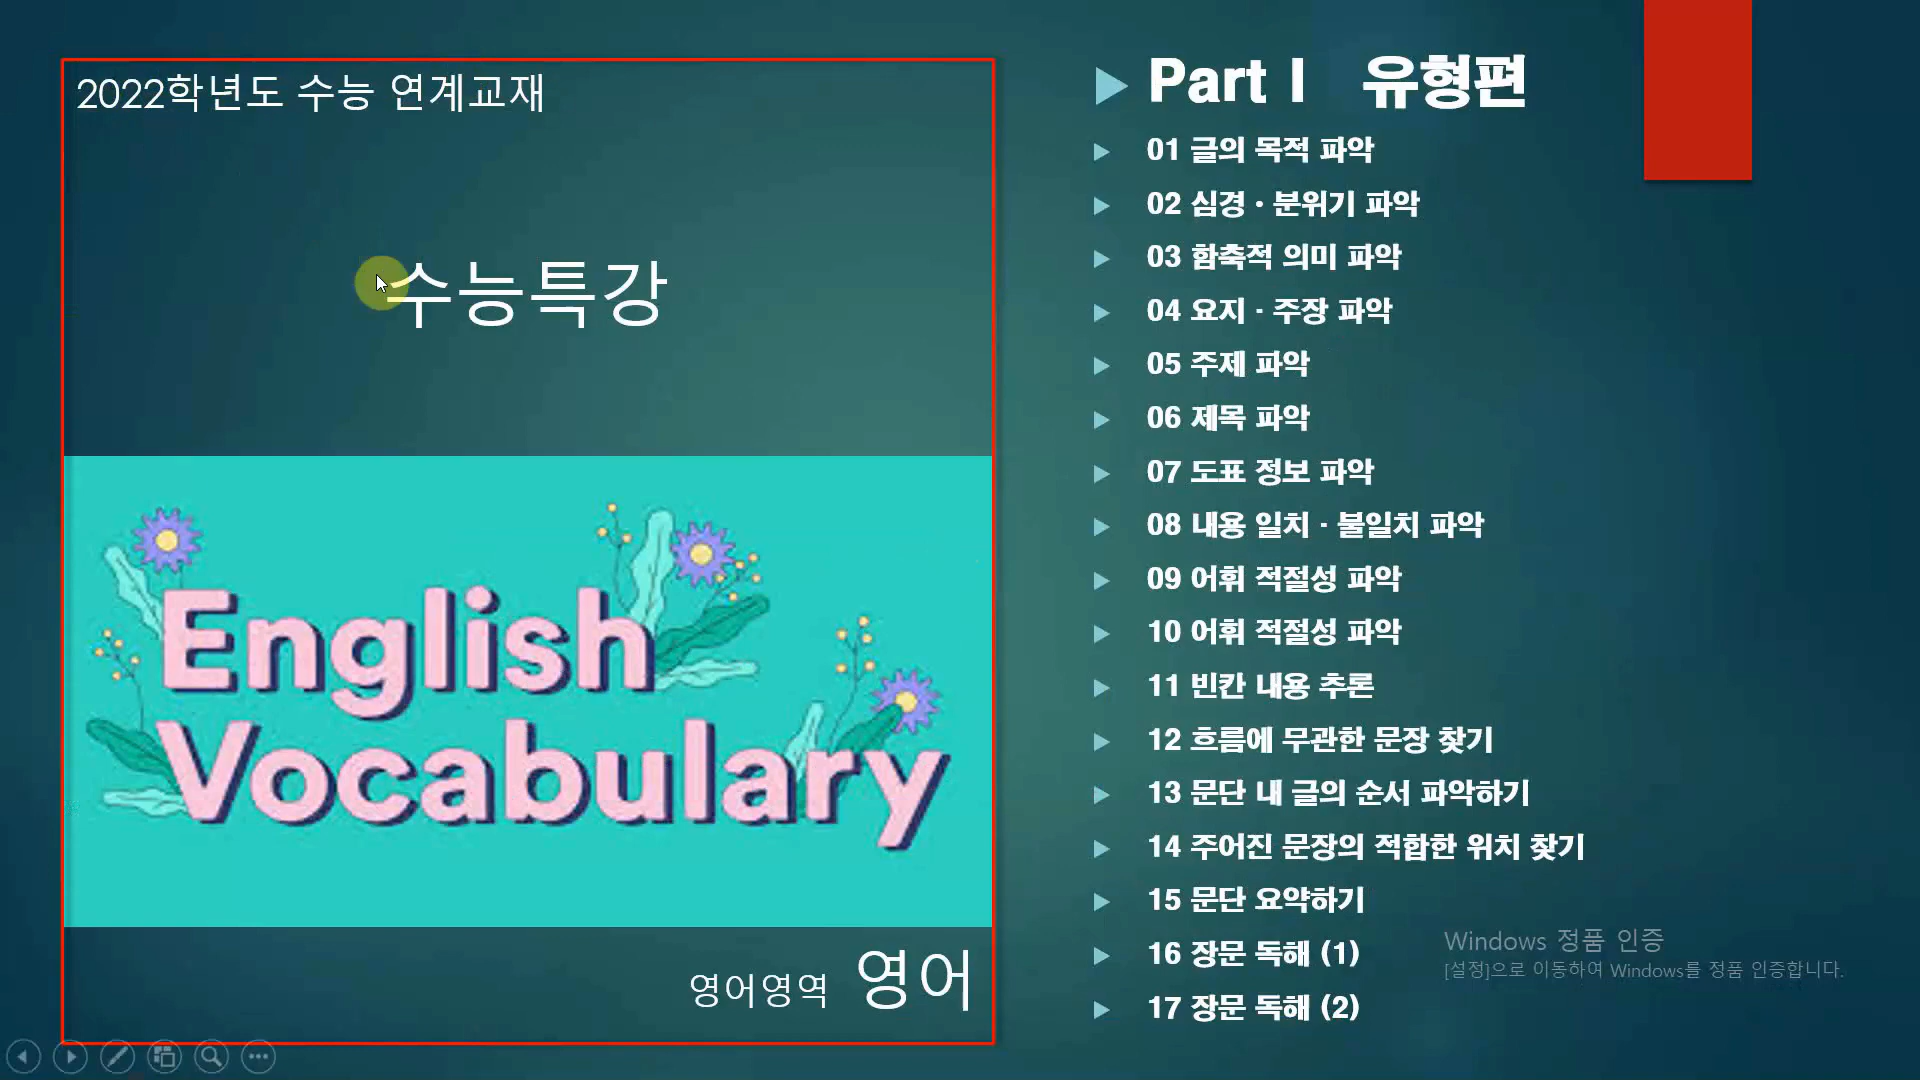 2022학년도 수능 연계교재
수능특강
English
Vocabulary
영어영역 영어
Part I 유형편
01 글의 목적 파악
02 심경・분위기 파악
03 함축적 의미 파악
04 요지 · 주장 파악
05 주제 파악
06 제목 파악
07 도표 정보 파악
08 내용 일치 · 불일치 파악
09 어휘 적절성 파악
10 어휘 적절성 파악
11 빈칸 내용 추론
12 흐름에 무관한 문장 찾기
13 문단 내 글의 순서 파악하기
14 주어진 문장의 적합한 위치 찾기
15 문단 요약하기
16 장문 독해 (1)
17 장문 독해 (2)
Windows 정품 인증
[설정]으로 이동하여 Windows를 정품 인증합니다.